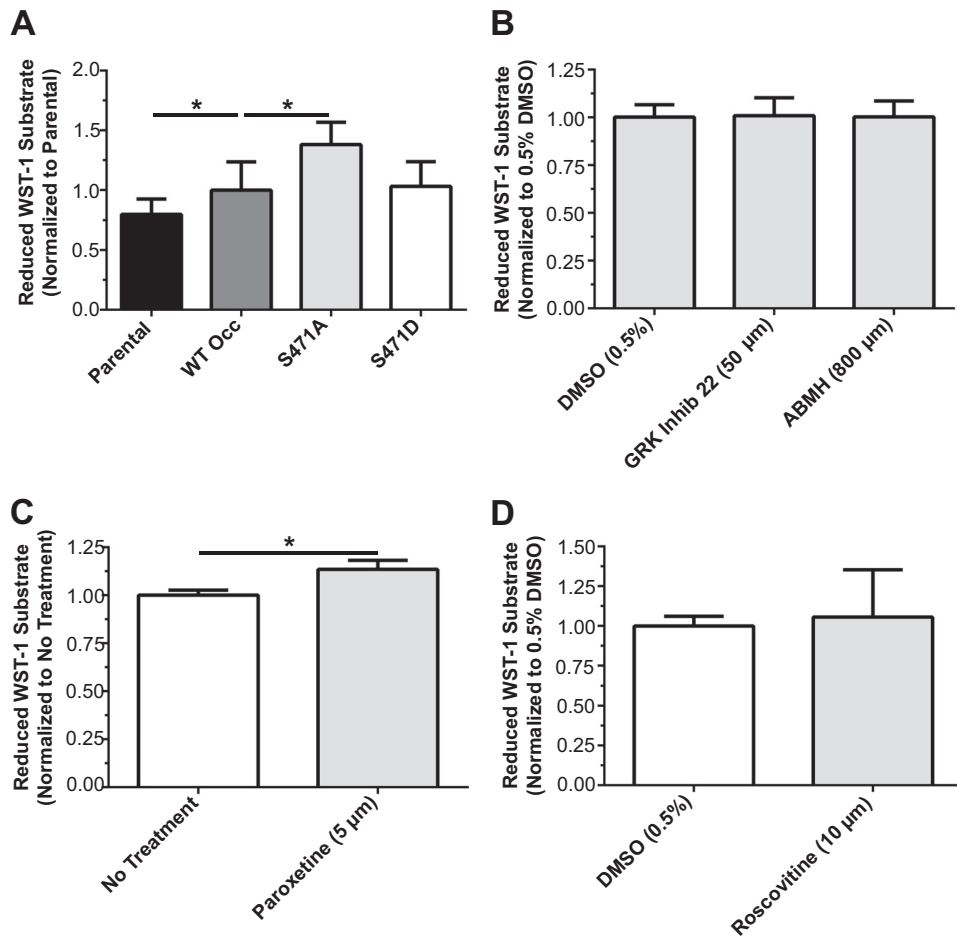 A
Reduced WST-1 Substrate
(Normalized to Parental)
2.0
1.5
1.0
0.5
0.0
*
*
Parental
WT Occ
S471A
S471D
B
Reduced WST-1 Substrate
(Normalized to 0.5% DMSO)
1.25
1.00
0.75
0.50
0.25
0.00
DMSO (0.5%)
GRK Inhib 22 (50 µm)
ABMH (800 µm)
C
Reduced WST-1 Substrate
(Normalized to No Treatment)
1.25
1.00
0.75
0.50
0.25
0.00
*
No Treatment
Paroxetine (5 µm)
D
Reduced WST-1 Substrate
(Normalized to 0.5% DMSO)
1.50
1.25
1.00
0.75
0.50
0.25
0.00
DMSO (0.5%)
Roscovitine (10 µm)